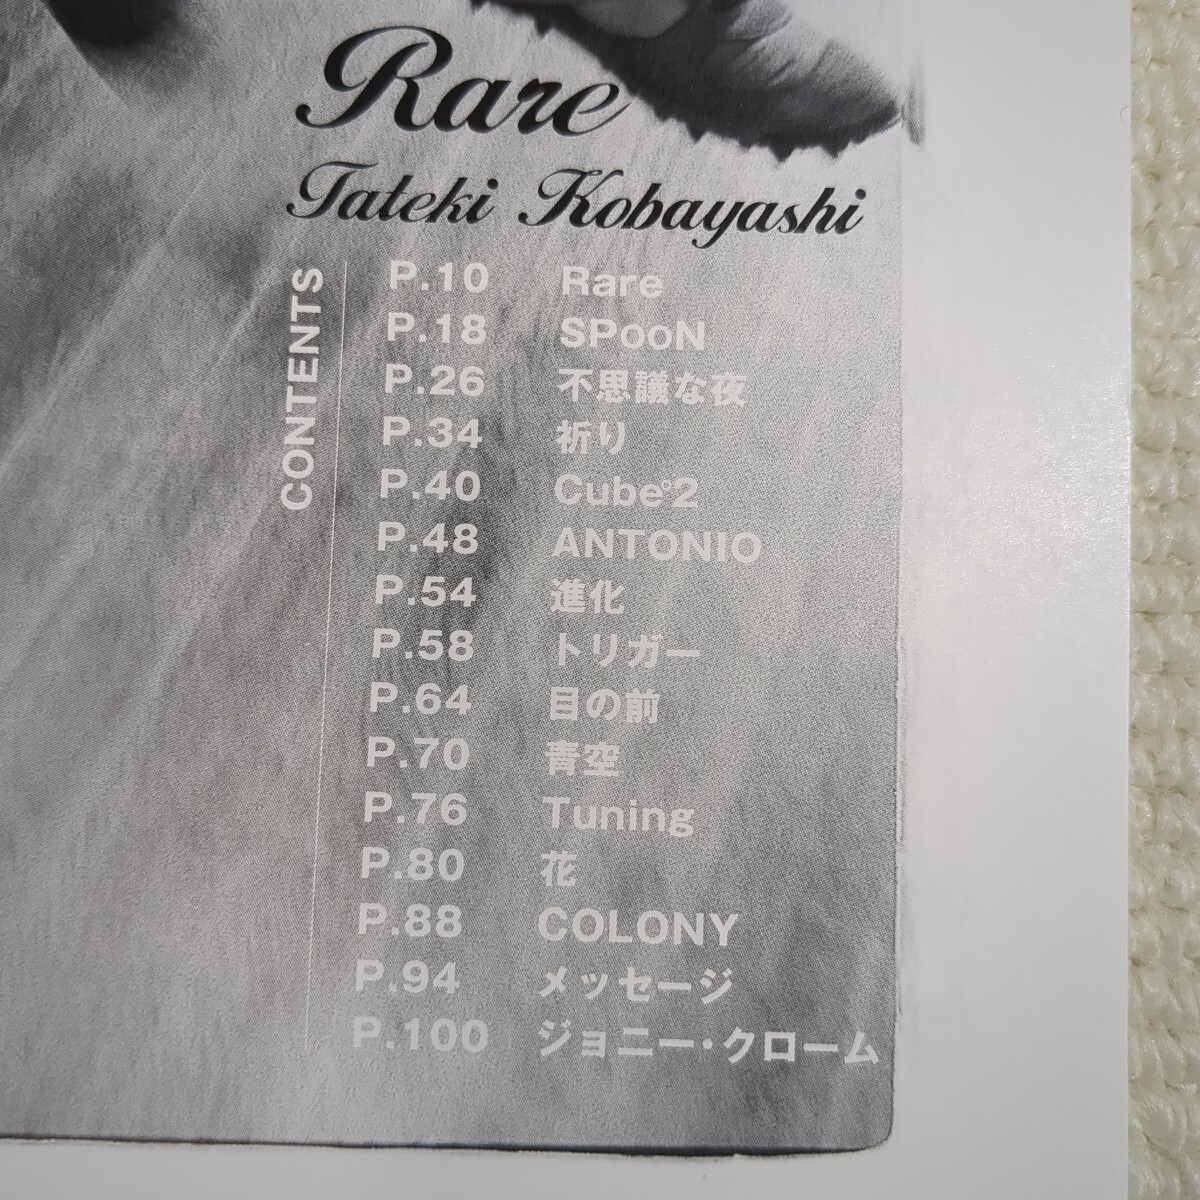 Rare
Tateki Kobayashi
CONTENTS
P.10 Rare
P.18 SPooN
P.26 不思議な夜
P.34 祈り
P.40 Cube°2
P.48 ANTONIO
P.54 進化
P.58 トリガー
P.64 目の前
P.70 青空
P.76 Tuning
P.80 花
P.88 COLONY
P.94 メッセージ
P.100 ジョニー・クローム